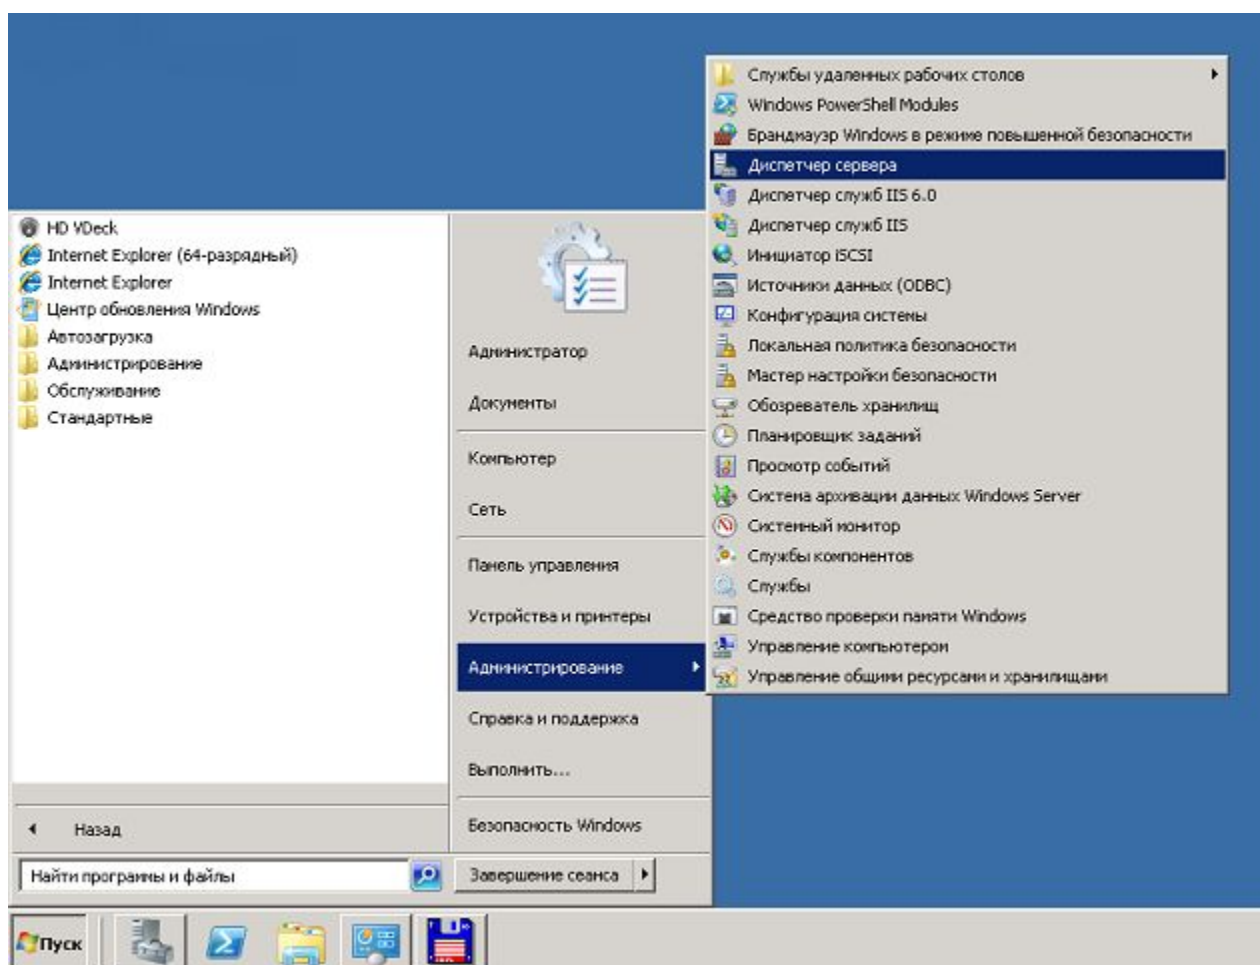 Службы удаленных рабочих столов
Windows PowerShell Modules
Брандмауэр Windows в режиме повышенной безопасности
Диспетчер сервера
Диспетчер служб IIS 6.0
Диспетчер служб IIS
Инициатор iSCSI
Источники данных (ODBC)
Конфигурация системы
Локальная политика безопасности
Мастер настройки безопасности
Обозреватель хранилищ
Планировщик заданий
Просмотр событий
Система архивации данных Windows Server
Системный монитор
Службы компонентов
Службы
Средство проверки памяти Windows
Управление компьютером
Управление общими ресурсами и хранилищами
HD VDeck
Internet Explorer (64-разрядный)
Internet Explorer
Центр обновления Windows
Автозагрузка
Администрирование
Обслуживание
Стандартные
Назад
Найти программы и файлы
Администратор
Документы
Компьютер
Сеть
Панель управления
Устройства и принтеры
Администрирование
Справка и поддержка
Выполнить...
Безопасность Windows
Завершение сеанса
Пуск